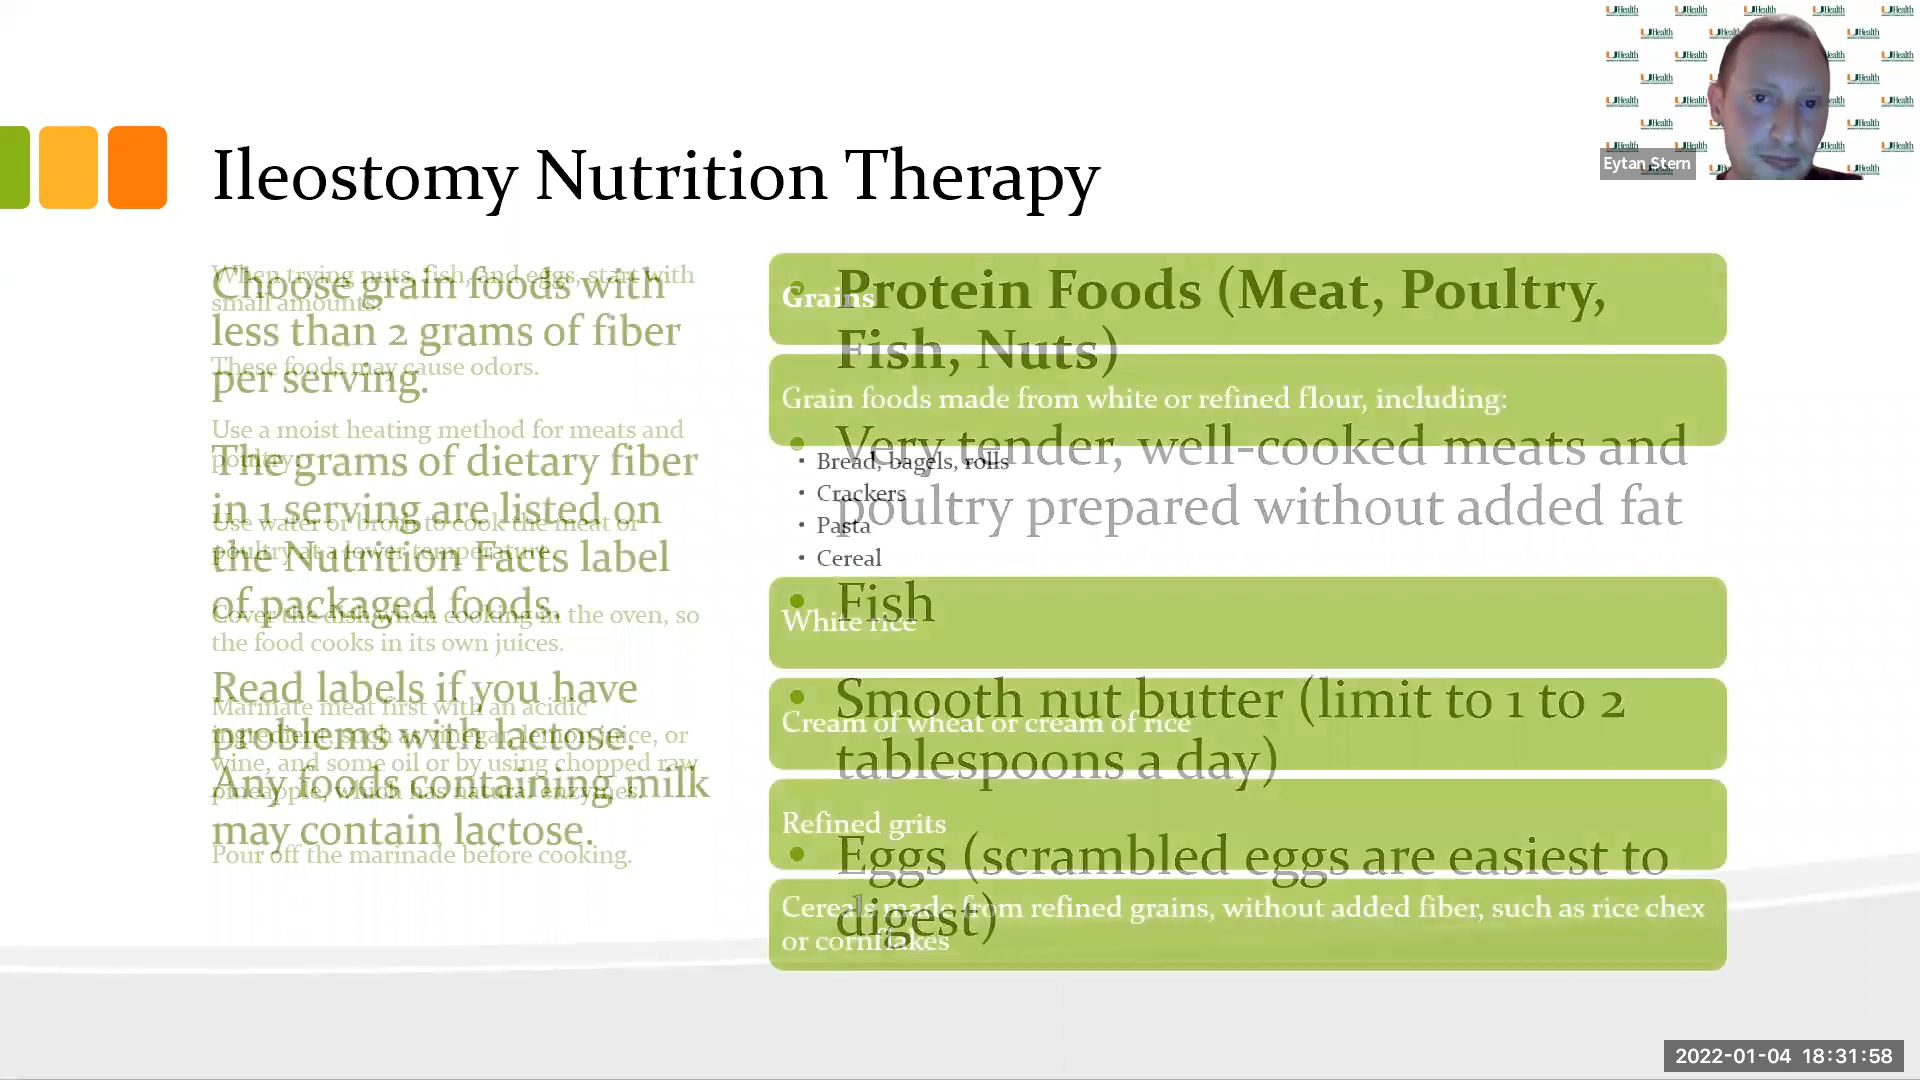 UHealth
Eytan Stern
Ileostomy Nutrition Therapy
Choose grain foods with
less than 2 grams of fiber
per serving.
The grams of dietary fiber
in 1 serving are listed on
the Nutrition Facts label
of packaged foods.
Read labels if you have
problems with lactose.
Any foods containing milk
may contain lactose.
When trying nuts, fish, and eggs, start with
small amounts.
These foods may cause odors.
Use a moist heating method for meats and
poultry:
Use water or broth to cook the meat or
poultry at a lower temperature.
Cover the dish when cooking in the oven, so
the food cooks in its own juices.
Marinate meat first with an acidic
ingredient, such as vinegar, lemon juice, or
wine, and some oil or by using chopped raw
pineapple, which has natural enzymes.
Pour off the marinade before cooking.
Grains
Grain foods made from white or refined flour, including:
• Bread, bagels, rolls
• Crackers
• Pasta
• Cereal
White rice
Cream of wheat or cream of rice
Refined grits
Cereals made from refined grains, without added fiber, such as rice chex
or cornflakes
• Protein Foods (Meat, Poultry,
Fish, Nuts)
• Very tender, well-cooked meats and
poultry prepared without added fat
• Fish
• Smooth nut butter (limit to 1 to 2
tablespoons a day)
• Eggs (scrambled eggs are easiest to
digest)
2022-01-04 18:31:58